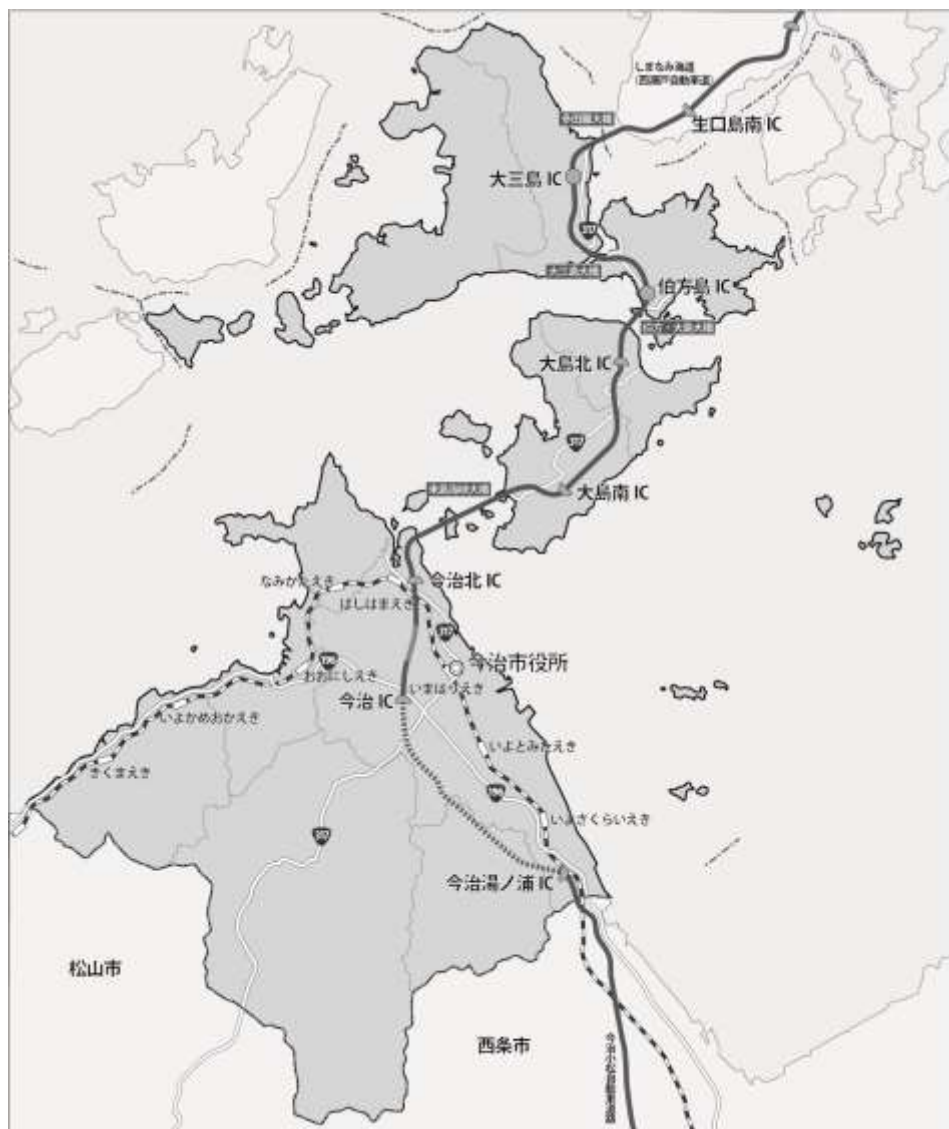 しまなみ海道
(西瀬戸自動車道)
生口島南 IC
大三島 IC
317
伯方島 IC
大島北 IC
317
大島南 IC
今治北 IC
なみかたえき
はしはまえき
317
今治市役所
196
おおにしえき
いまばりえき
今治 IC
いよかめおかえき
いよとみたえき
きくまえき
196
いよさくらいえき
317
今治湯ノ浦 IC
松山市
西条市
今治小松自動車道